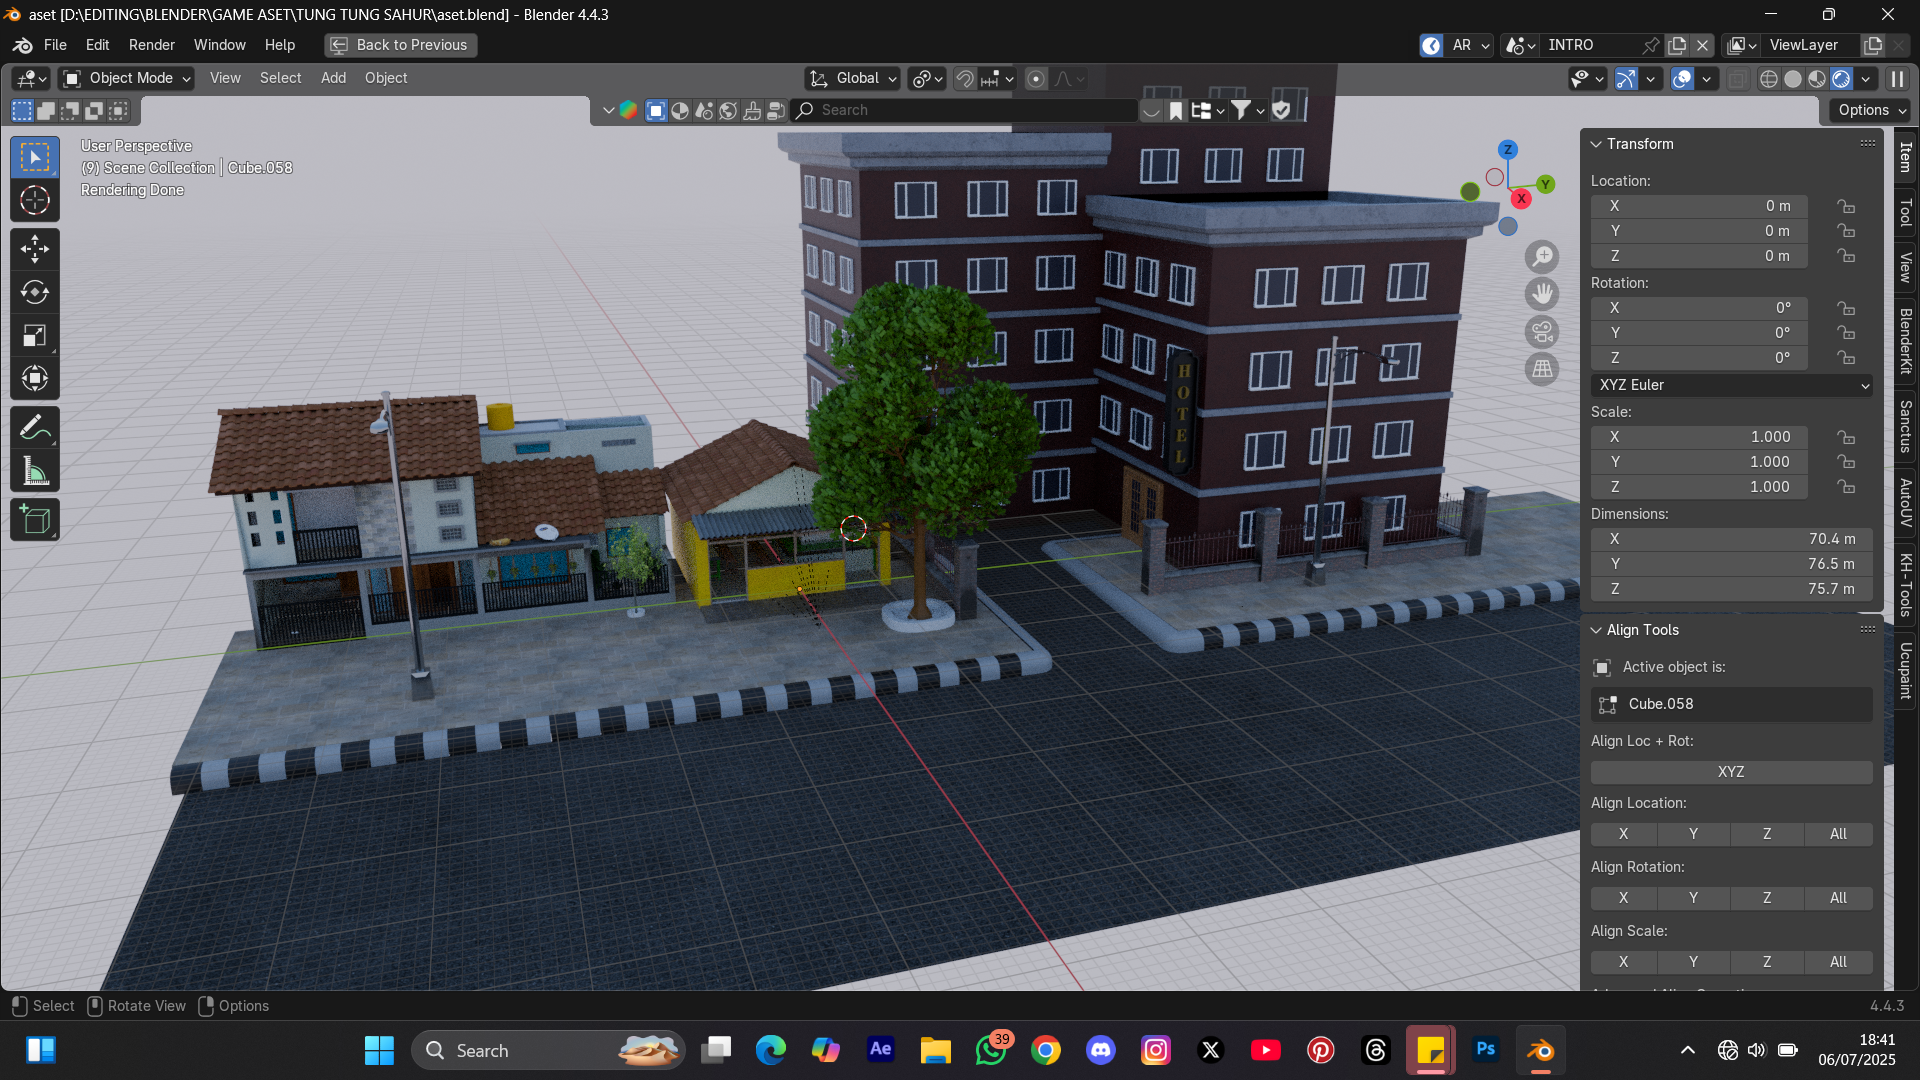 aset [D:\EDITING\BLENDER\GAME ASET\TUNG TUNG SAHUR\aset.blend] - Blender 4.4.3
File Edit Render Window Help Back to Previous AR INTRO ViewLayer
Object Mode View Select Add Object Global
Search Options
User Perspective
(9) Scene Collection | Cube.058
Rendering Done
Z
Y
X
HOTEL
Transform
Location:
X 0 m
Y 0 m
Z 0 m
Rotation:
X 0°
Y 0°
Z 0°
XYZ Euler
Scale:
X 1.000
Y 1.000
Z 1.000
Dimensions:
X 70.4 m
Y 76.5 m
Z 75.7 m
Align Tools
Active object is:
Cube.058
Align Loc + Rot:
XYZ
Align Location:
X Y Z All
Align Rotation:
X Y Z All
Align Scale:
X Y Z All
Item
Tool
View
BlenderKit
Sanctus
AutoUV
KH-Tools
Ucupaint
Select Rotate View Options 4.4.3
Search Ae 39 Ps 18:41
06/07/2025